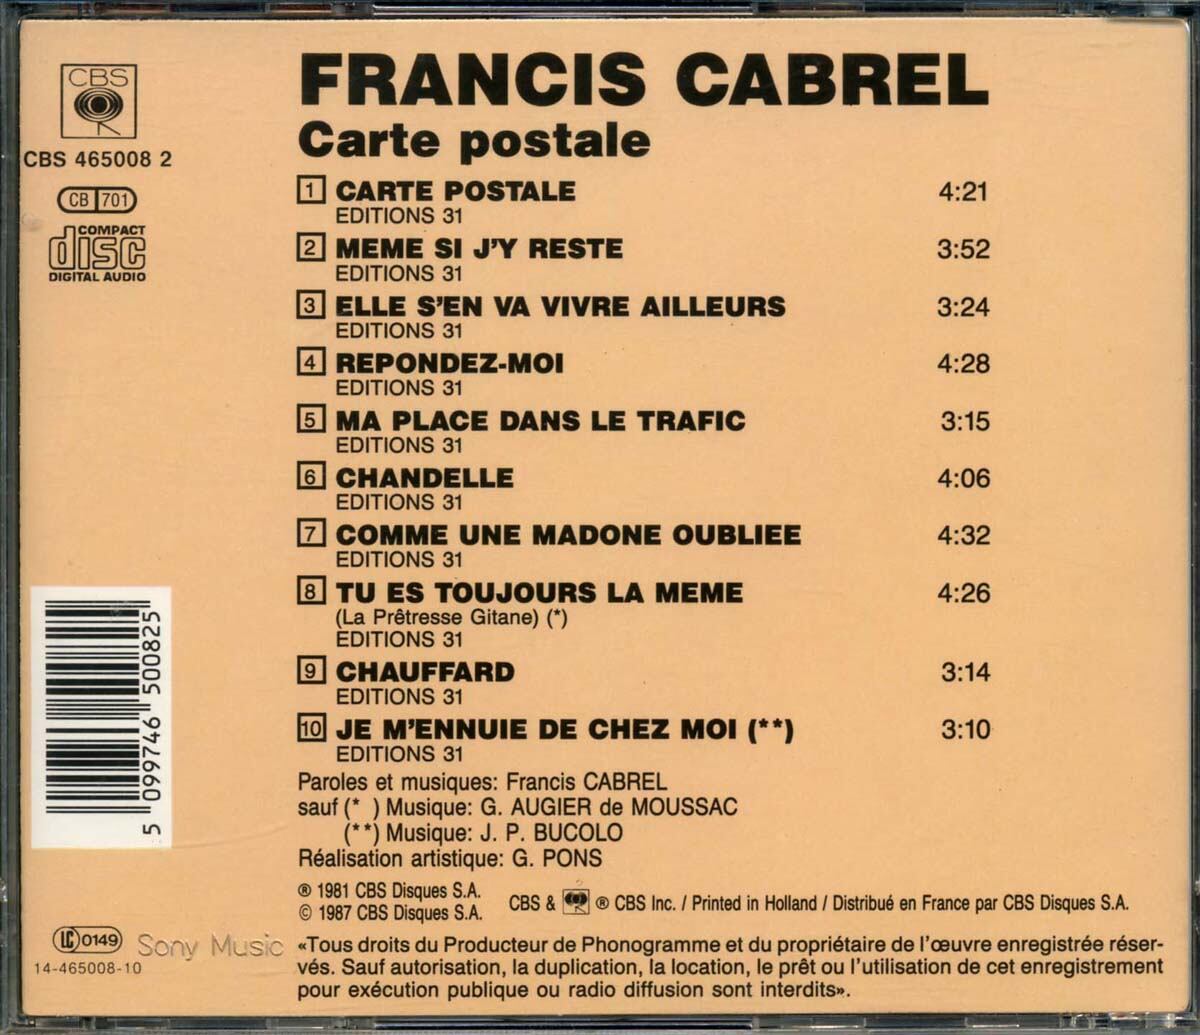 CBS
CBS 465008 2
CB 701
COMPACT
disc
DIGITAL AUDIO
FRANCIS CABREL
Carte postale
1 CARTE POSTALE 4:21
EDITIONS 31
2 MEME SI J'Y RESTE 3:52
EDITIONS 31
3 ELLE S'EN VA VIVRE AILLEURS 3:24
EDITIONS 31
4 REPONDEZ-MOI 4:28
EDITIONS 31
5 MA PLACE DANS LE TRAFIC 3:15
EDITIONS 31
6 CHANDELLE 4:06
EDITIONS 31
7 COMME UNE MADONE OUBLIEE 4:32
EDITIONS 31
8 TU ES TOUJOURS LA MEME 4:26
(La Prêtresse Gitane) (*)
EDITIONS 31
9 CHAUFFARD 3:14
EDITIONS 31
10 JE M'ENNUIE DE CHEZ MOI (**) 3:10
EDITIONS 31
Paroles et musiques: Francis CABREL
sauf (* ) Musique: G. AUGIER de MOUSSAC
(**) Musique: J. P. BUCOLO
Réalisation artistique: G. PONS
℗ 1981 CBS Disques S.A.
© 1987 CBS Disques S.A.
CBS & ® CBS Inc. / Printed in Holland / Distribué en France par CBS Disques S.A.
«Tous droits du Producteur de Phonogramme et du propriétaire de l'œuvre enregistrée réser-
vés. Sauf autorisation, la duplication, la location, le prêt ou l'utilisation de cet enregistrement
pour exécution publique ou radio diffusion sont interdits».
5 099746 500825
LC 0149
Sony Music
14-465008-10